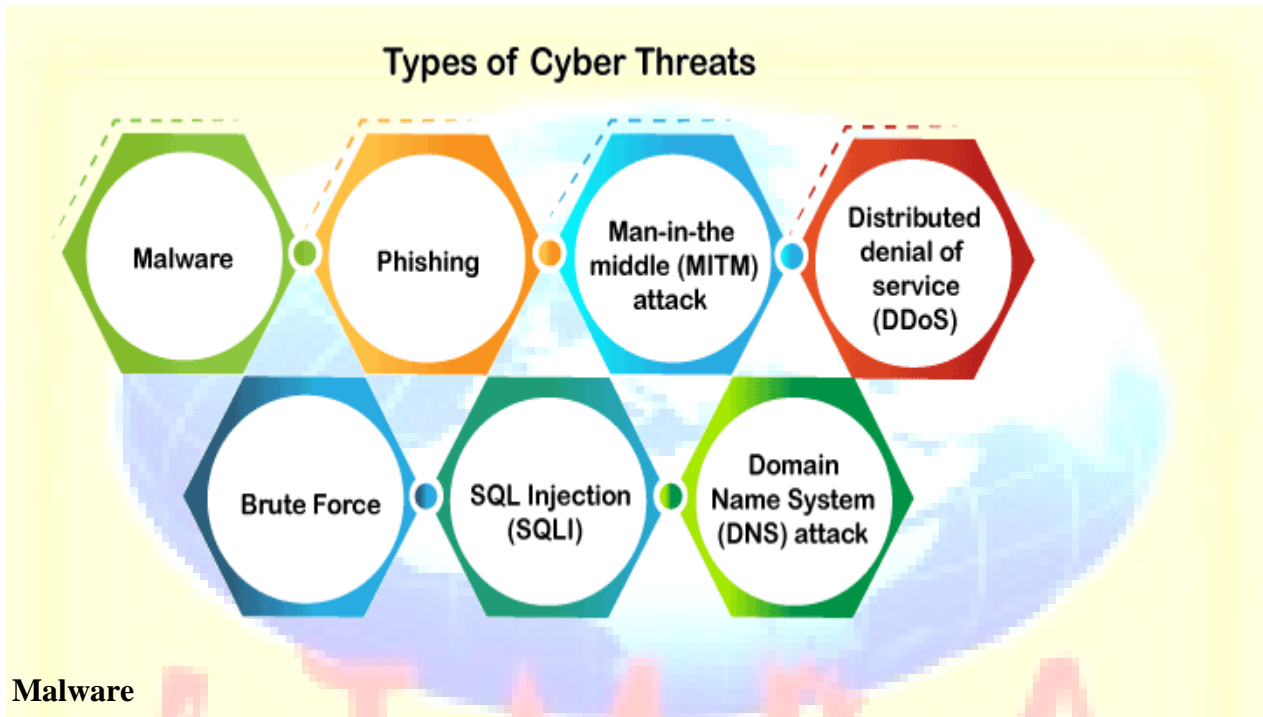 Types of Cyber Threats
Malware
Phishing
Man-in-the
middle (MITM)
attack
Distributed
denial of
service
(DDoS)
Brute Force
SQL Injection
(SQLI)
Domain
Name System
(DNS) attack
Malware